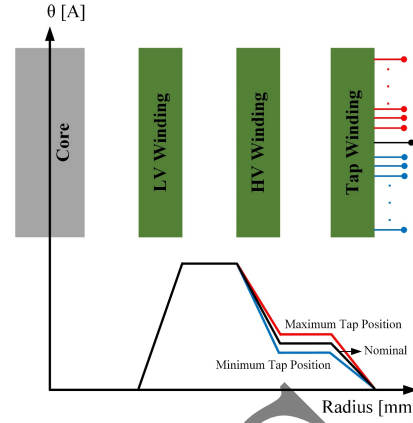 θ [A]
Core
LV Winding
HV Winding
Tap Winding
Maximum Tap Position
Nominal
Minimum Tap Position
Radius [mm